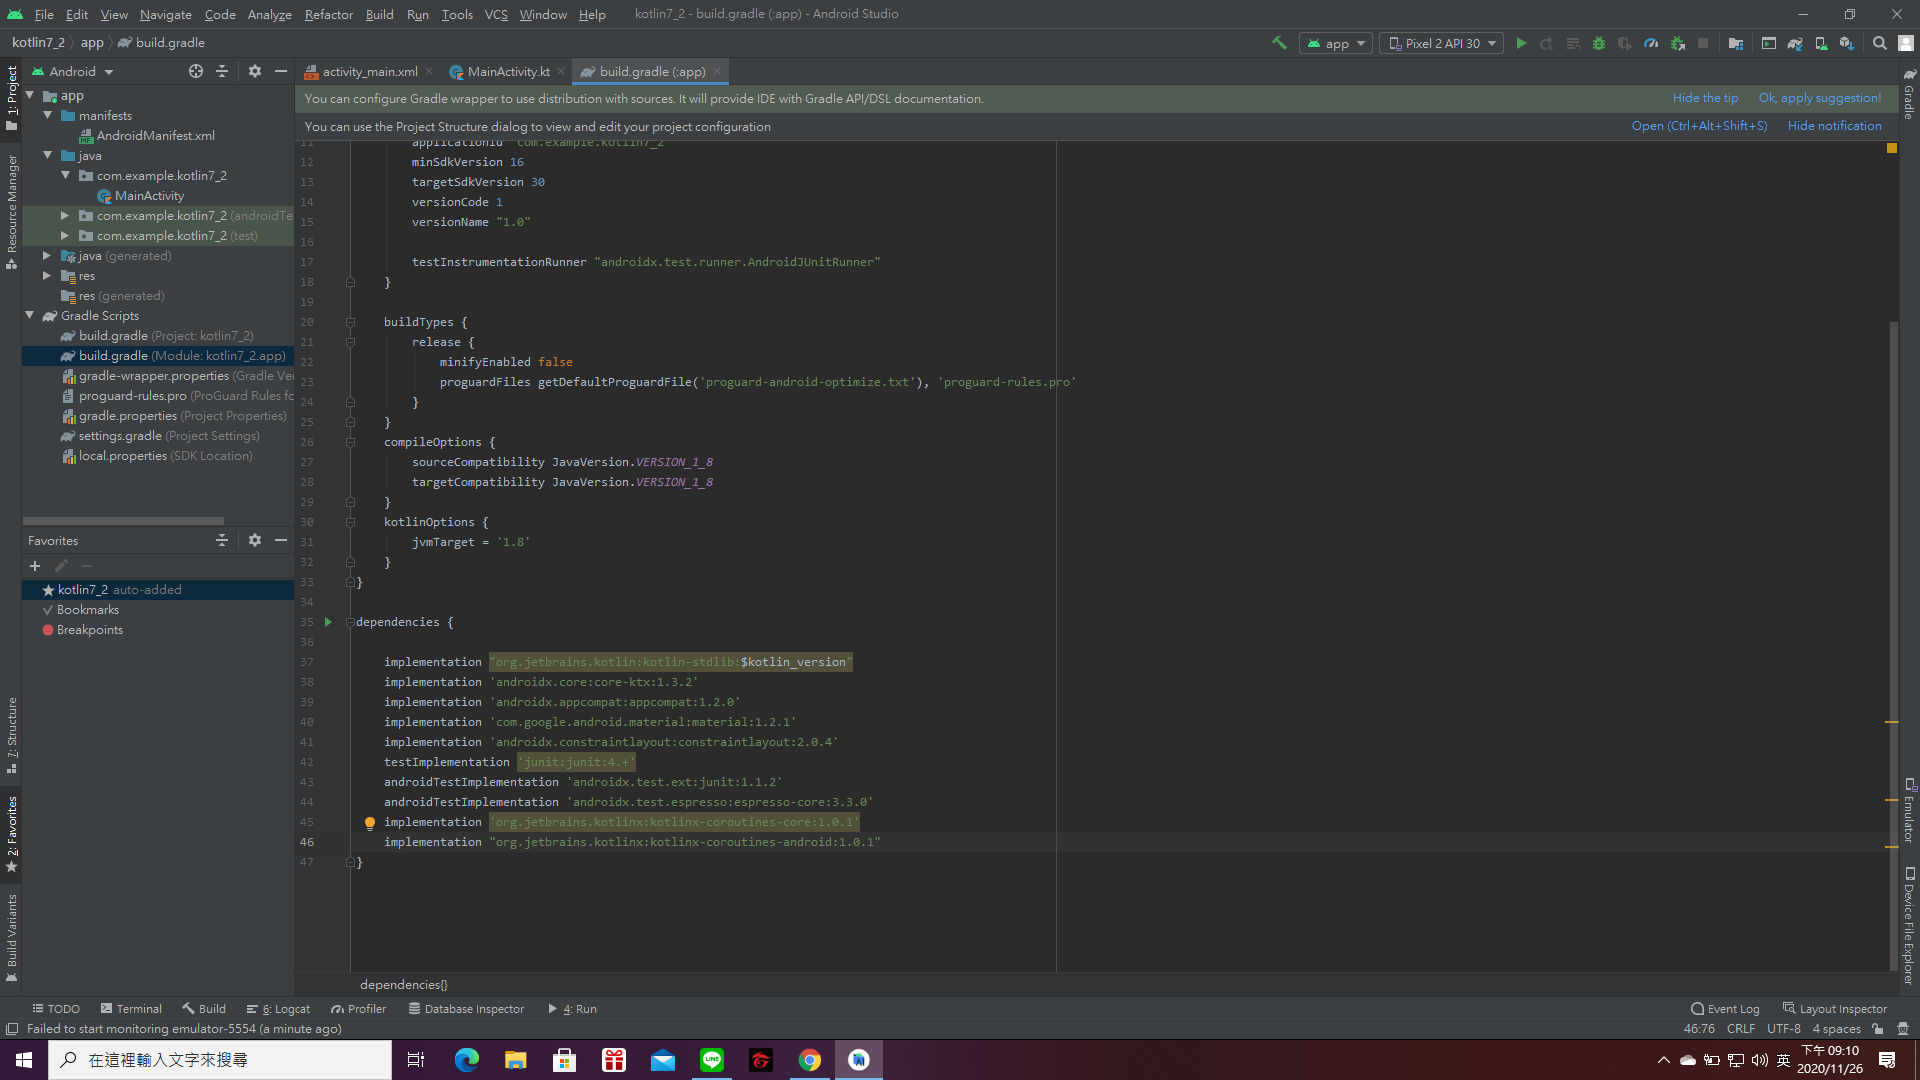 File Edit View Navigate Code Analyze Refactor Build Run Tools VCS Window Help kotlin7_2 - build.gradle (:app) - Android Studio
kotlin7_2 app build.gradle
app Pixel 2 API 30
Android
activity_main.xml MainActivity.kt build.gradle (:app)
You can configure Gradle wrapper to use distribution with sources. It will provide IDE with Gradle API/DSL documentation. Hide the tip Ok, apply suggestion!
You can use the Project Structure dialog to view and edit your project configuration Open (Ctrl+Alt+Shift+S) Hide notification
1: Project
Resource Manager
7: Structure
2: Favorites
Build Variants
app
manifests
AndroidManifest.xml
java
com.example.kotlin7_2
MainActivity
com.example.kotlin7_2 (androidTe
com.example.kotlin7_2 (test)
java (generated)
res
res (generated)
Gradle Scripts
build.gradle (Project: kotlin7_2)
build.gradle (Module: kotlin7_2.app)
gradle-wrapper.properties (Gradle Ver
proguard-rules.pro (ProGuard Rules fo
gradle.properties (Project Properties)
settings.gradle (Project Settings)
local.properties (SDK Location)
Favorites
kotlin7_2 auto-added
Bookmarks
Breakpoints
11 applicationId "com.example.kotlin7_2"
12 minSdkVersion 16
13 targetSdkVersion 30
14 versionCode 1
15 versionName "1.0"
16
17 testInstrumentationRunner "androidx.test.runner.AndroidJUnitRunner"
18 }
19
20 buildTypes {
21 release {
22 minifyEnabled false
23 proguardFiles getDefaultProguardFile('proguard-android-optimize.txt'), 'proguard-rules.pro'
24 }
25 }
26 compileOptions {
27 sourceCompatibility JavaVersion.VERSION_1_8
28 targetCompatibility JavaVersion.VERSION_1_8
29 }
30 kotlinOptions {
31 jvmTarget = '1.8'
32 }
33 }
34
35 dependencies {
36
37 implementation "org.jetbrains.kotlin:kotlin-stdlib:$kotlin_version"
38 implementation 'androidx.core:core-ktx:1.3.2'
39 implementation 'androidx.appcompat:appcompat:1.2.0'
40 implementation 'com.google.android.material:material:1.2.1'
41 implementation 'androidx.constraintlayout:constraintlayout:2.0.4'
42 testImplementation 'junit:junit:4.+'
43 androidTestImplementation 'androidx.test.ext:junit:1.1.2'
44 androidTestImplementation 'androidx.test.espresso:espresso-core:3.3.0'
45 implementation 'org.jetbrains.kotlinx:kotlinx-coroutines-core:1.0.1'
46 implementation "org.jetbrains.kotlinx:kotlinx-coroutines-android:1.0.1"
47 }
dependencies{}
Gradle
Emulator
Device File Explorer
TODO Terminal Build 6: Logcat Profiler Database Inspector 4: Run Event Log Layout Inspector
Failed to start monitoring emulator-5554 (a minute ago) 46:76 CRLF UTF-8 4 spaces
在這裡輸入文字來搜尋
LINE
英
下午 09:10
2020/11/26